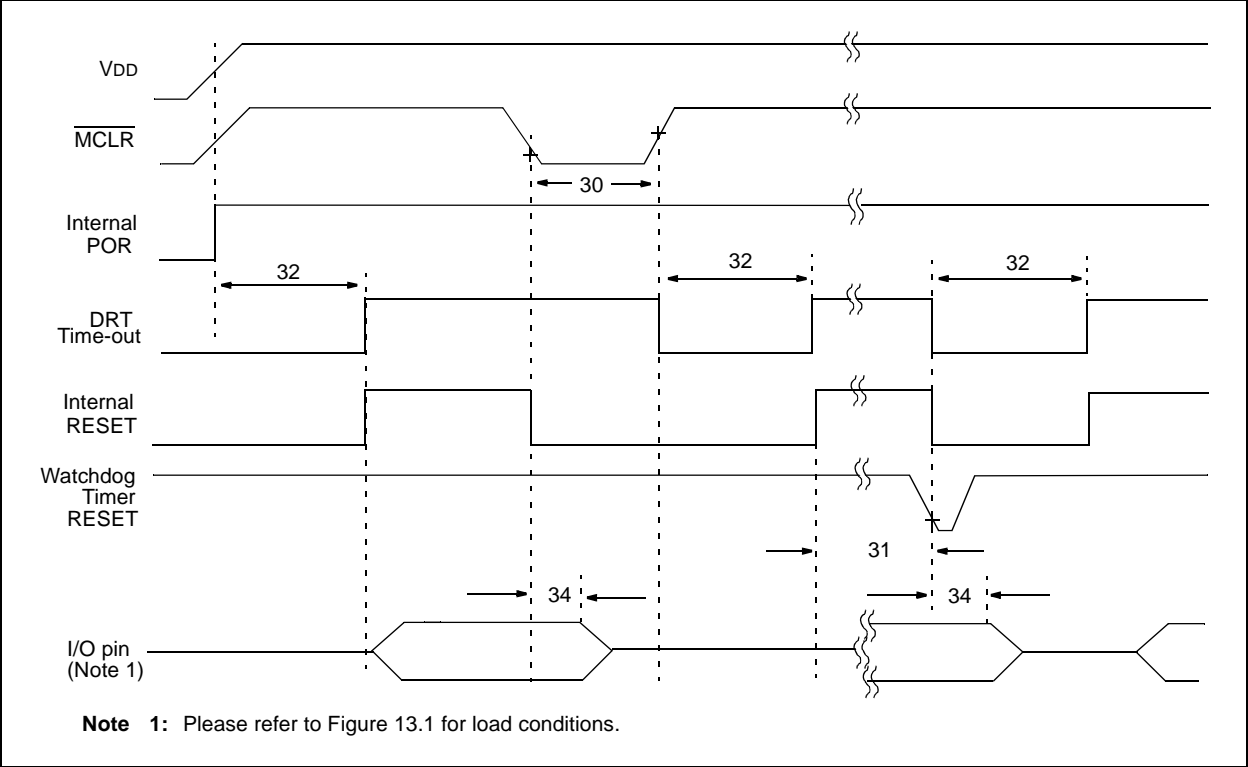 VDD
MCLR
30
Internal
POR
32
32
32
DRT
Time-out
Internal
RESET
Watchdog
Timer
RESET
31
34
34
I/O pin
(Note 1)
Note 1: Please refer to Figure 13.1 for load conditions.